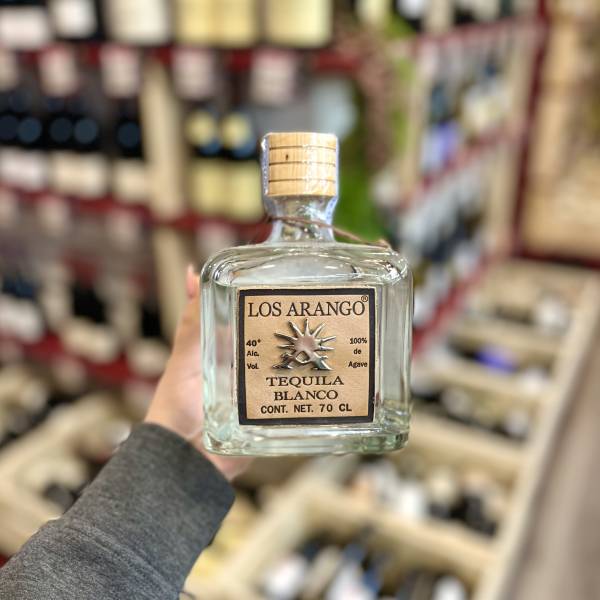 LOS ARANGO®
40°
Alc.
Vol.
100%
de
Agave
TEQUILA
BLANCO
CONT. NET. 70 CL